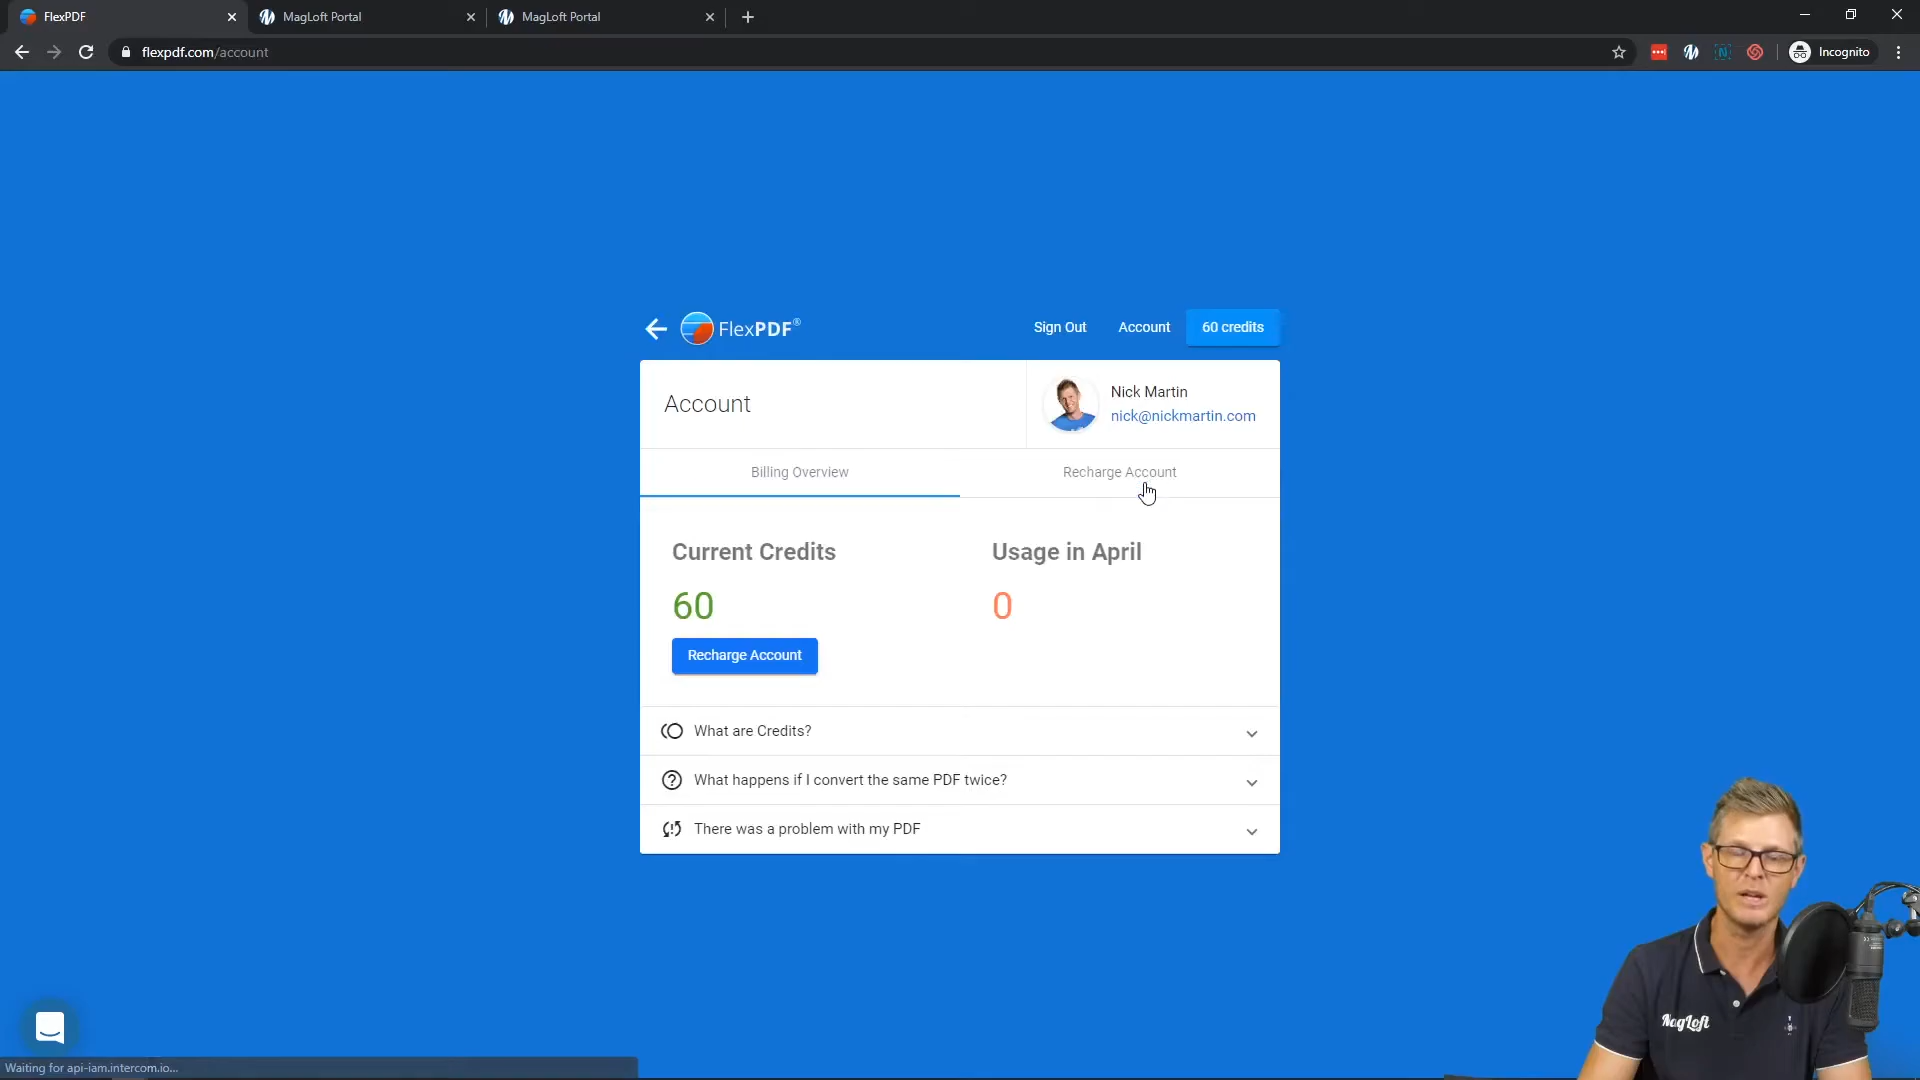 FlexPDF
MagLoft Portal
MagLoft Portal
flexpdf.com/account
Incognito
FlexPDF®
Sign Out
Account
60 credits
Account
Nick Martin
nick@nickmartin.com
Billing Overview
Recharge Account
Current Credits
Usage in April
60
0
Recharge Account
What are Credits?
What happens if I convert the same PDF twice?
There was a problem with my PDF
MagLoft
Waiting for api-iam.intercom.io...